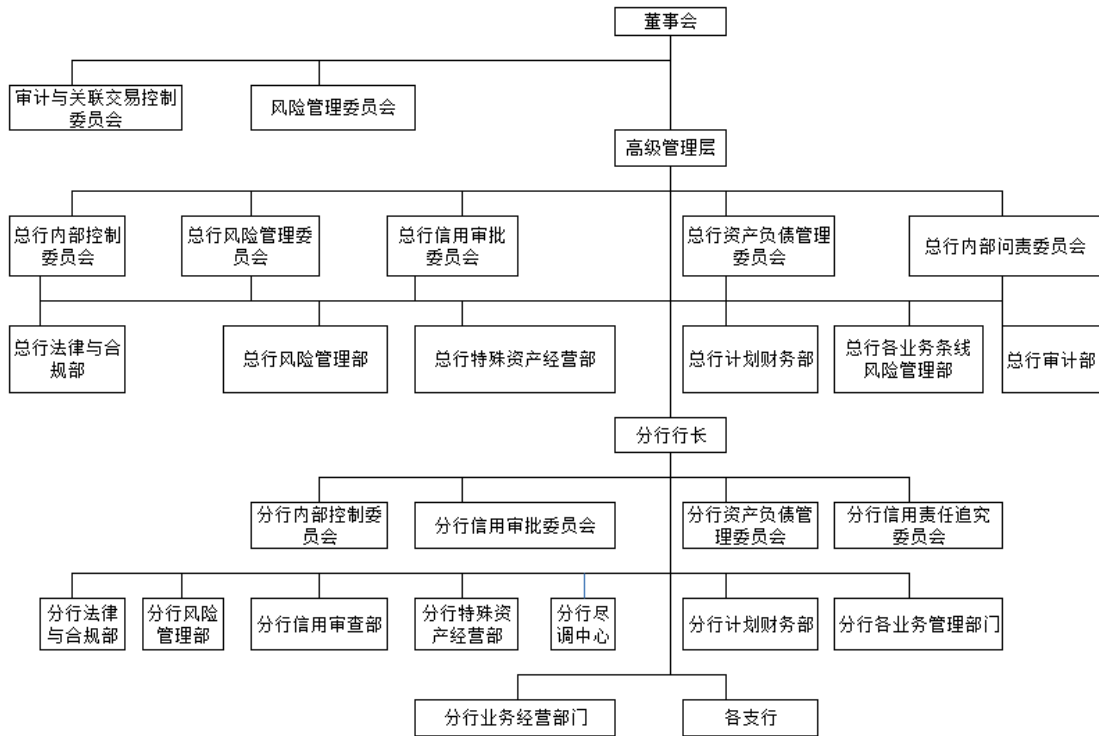 董事会
审计与关联交易控制
委员会
风险管理委员会
高级管理层
总行内部控制
委员会
总行风险管理委
员会
总行信用审批
委员会
总行资产负债管理
委员会
总行内部问责委员会
总行法律与合
规部
总行风险管理部
总行特殊资产经营部
总行计划财务部
总行各业务条线
风险管理部
总行审计部
分行行长
分行内部控制委
员会
分行信用审批委员会
分行资产负债管
理委员会
分行信用责任追究
委员会
分行法律
与合规部
分行风险
管理部
分行信用审查部
分行特殊资
产经营部
分行尽
调中心
分行计划财务部
分行各业务管理部门
分行业务经营部门
各支行